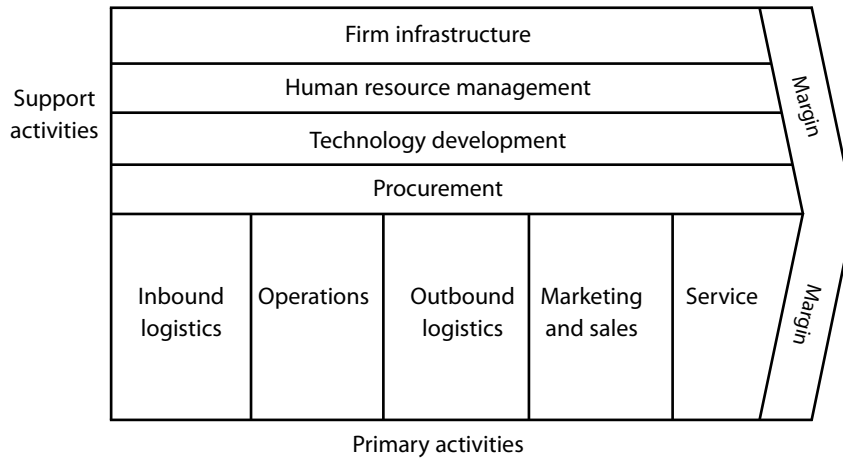 Firm infrastructure
Human resource management
Support
activities
Technology development
Procurement
Margin
Inbound
logistics
Operations
Outbound
logistics
Marketing
and sales
Service
Margin
Primary activities